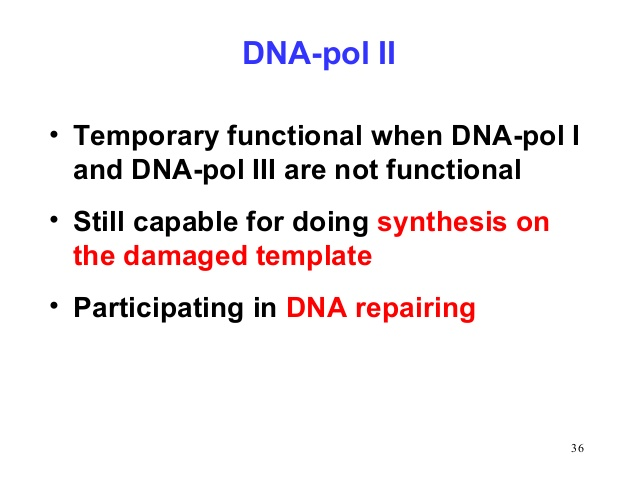 DNA-pol II
• Temporary functional when DNA-pol I
and DNA-pol III are not functional
• Still capable for doing synthesis on
the damaged template
• Participating in DNA repairing
36